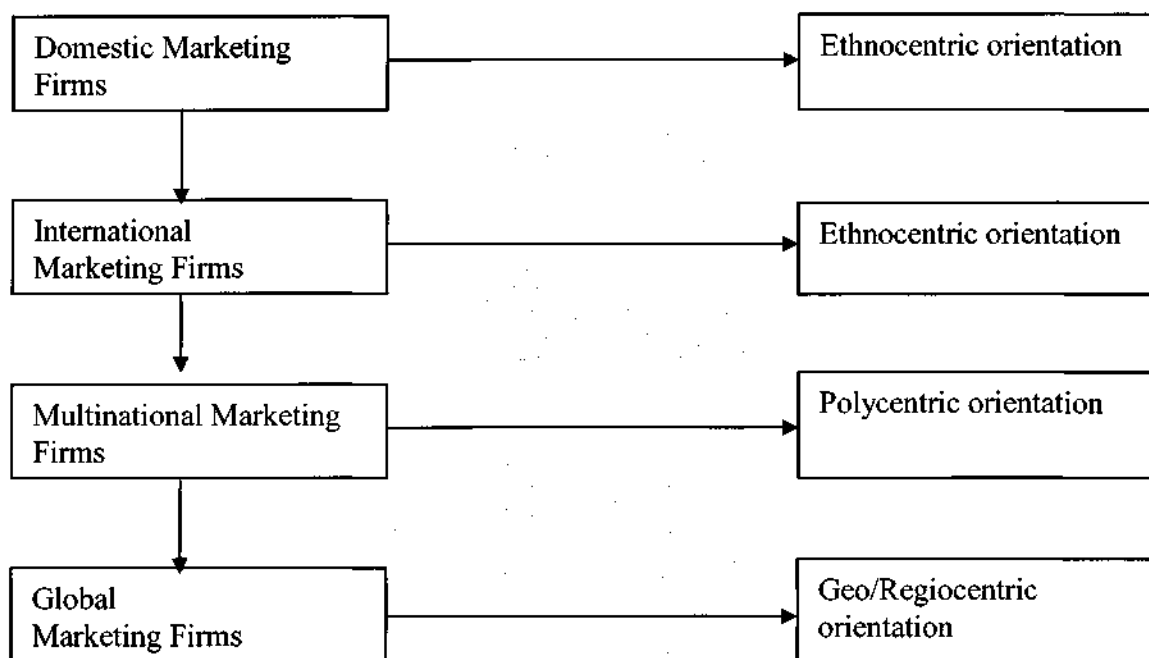 Domestic Marketing
Firms
Ethnocentric orientation
International
Marketing Firms
Ethnocentric orientation
Multinational Marketing
Firms
Polycentric orientation
Global
Marketing Firms
Geo/Regiocentric
orientation